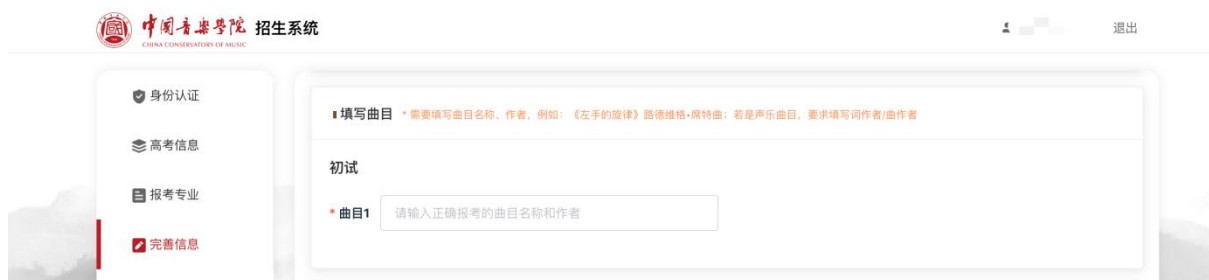 中国音乐学院 招生系统
CHINA CONSERVATORY OF MUSIC
退出
身份认证
高考信息
报考专业
完善信息
填写曲目 *需要填写曲目名称、作者，例如：《左手的旋律》路德维格•席特曲；若是声乐曲目，要求填写词作者/曲作者
初试
* 曲目1 请输入正确报考的曲目名称和作者